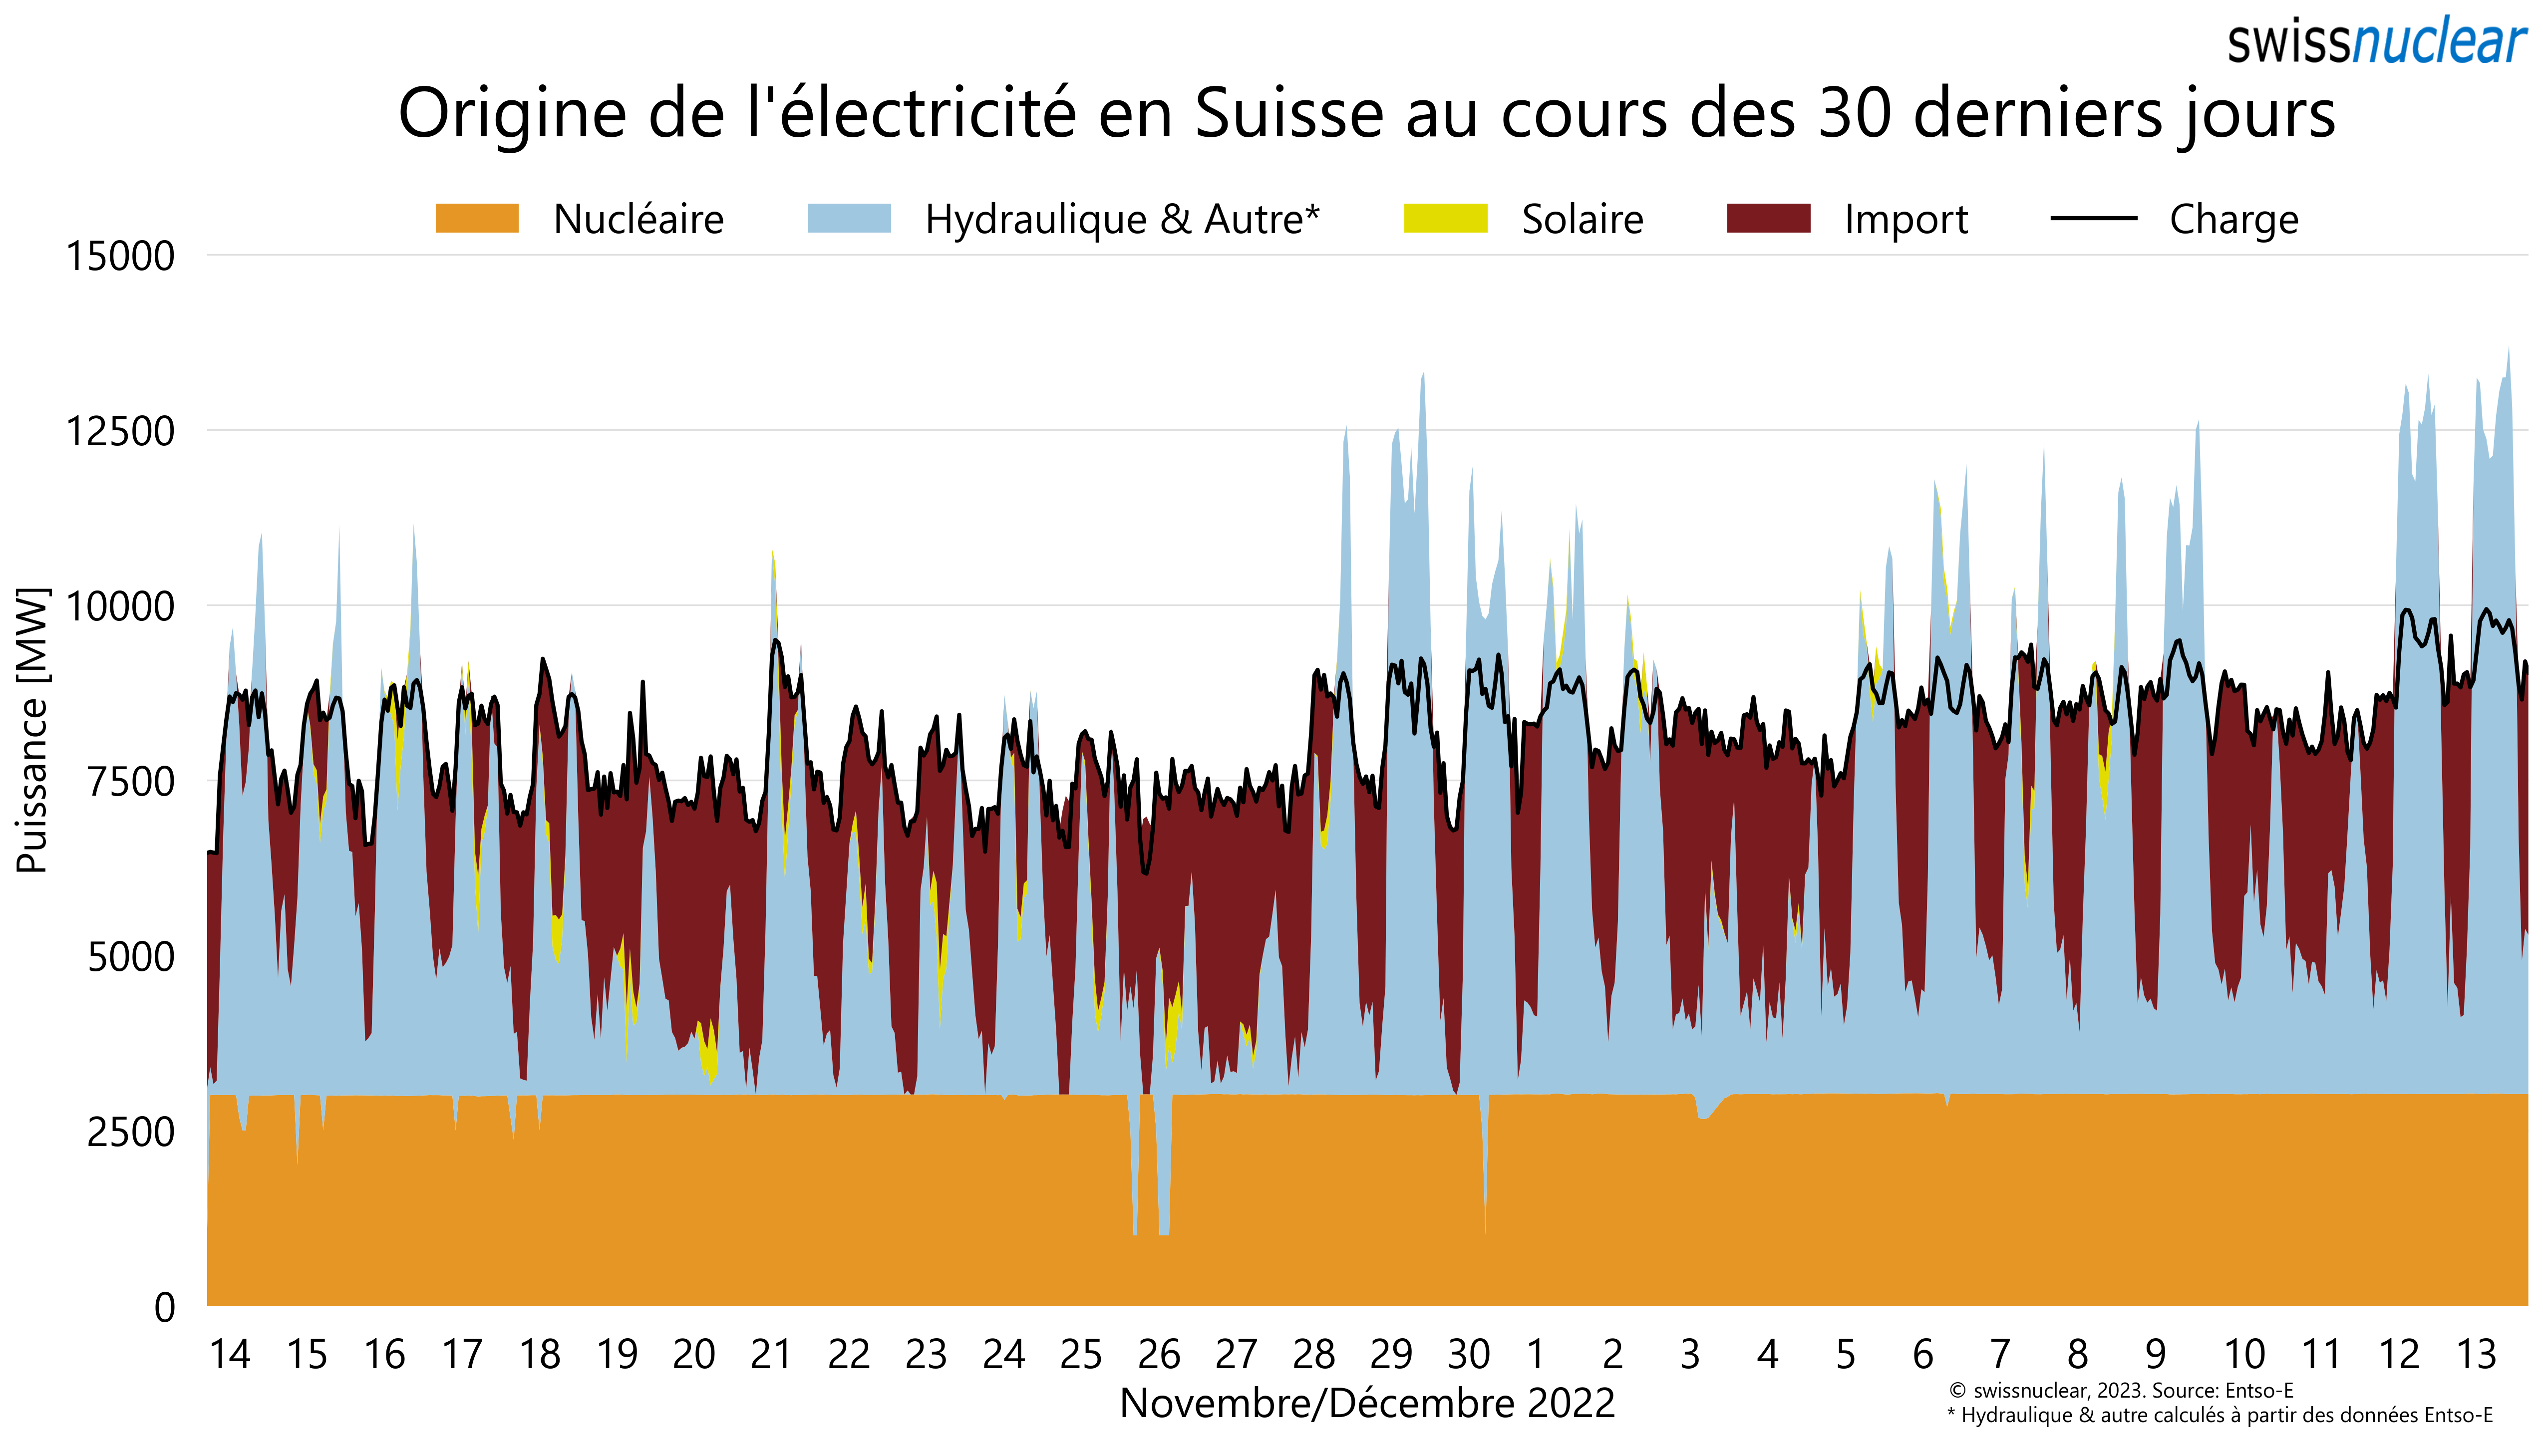 swissnuclear
Origine de l'électricité en Suisse au cours des 30 derniers jours
Nucléaire Hydraulique & Autre* Solaire Import Charge
15000
12500
10000
7500
5000
2500
0
Puissance [MW]
14 15 16 17 18 19 20 21 22 23 24 25 26 27 28 29 30 1 2 3 4 5 6 7 8 9 10 11 12 13
Novembre/Décembre 2022
© swissnuclear, 2023. Source: Entso-E
* Hydraulique & autre calculés à partir des données Entso-E